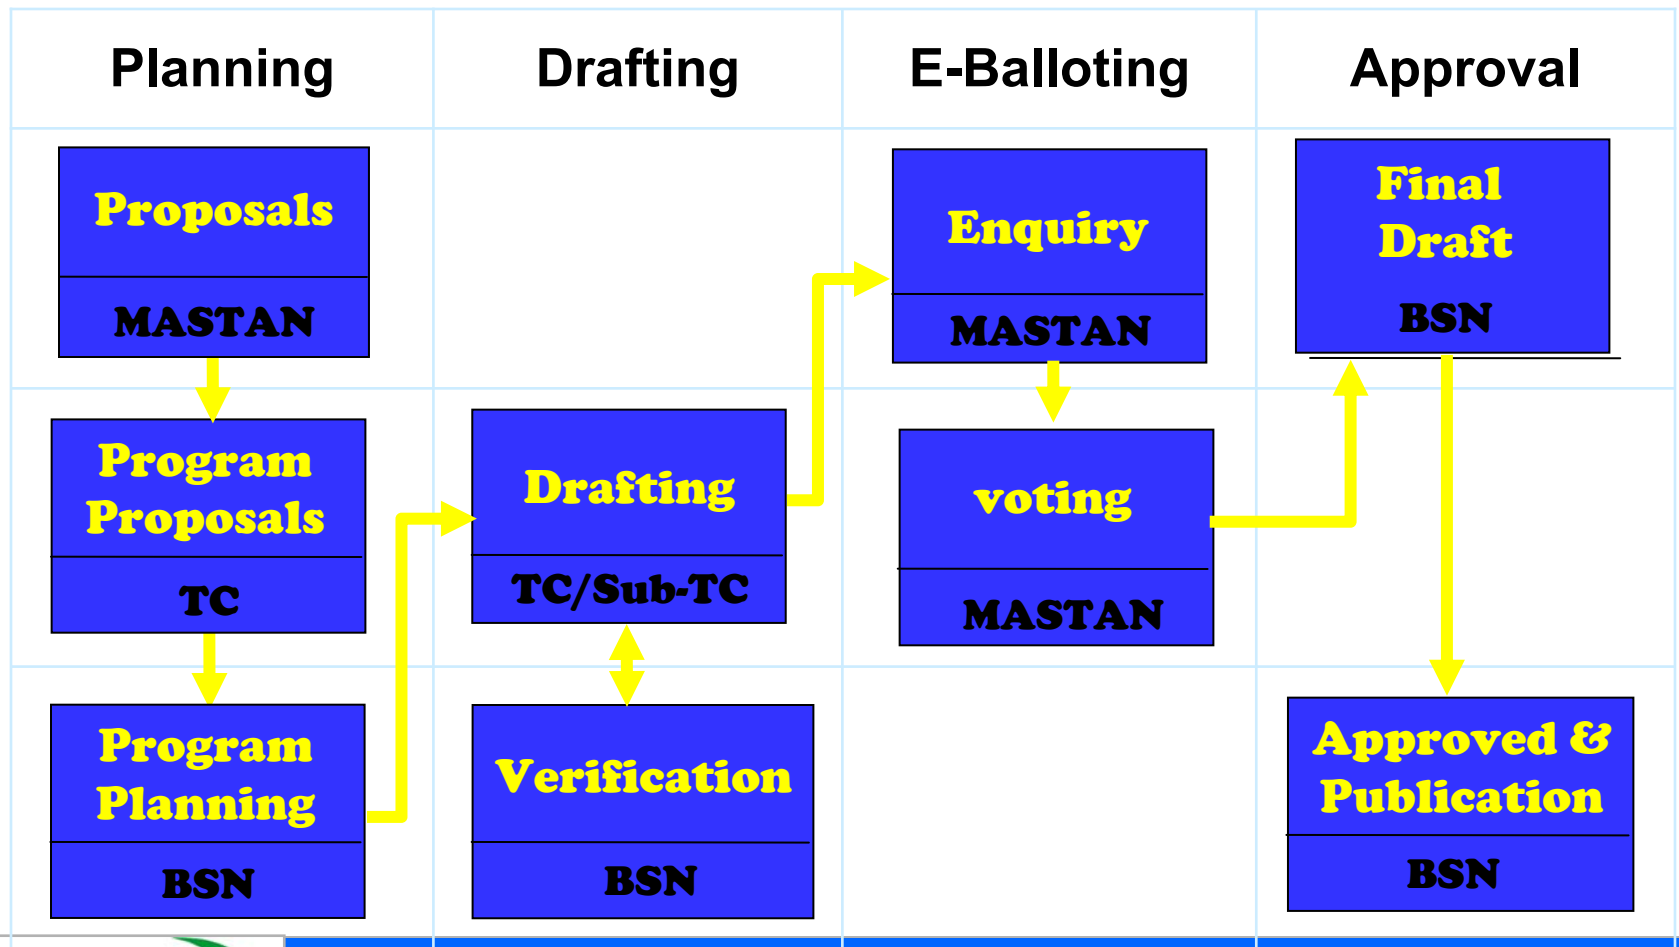 Planning
Drafting
E-Balloting
Approval
Proposals
MASTAN
Program
Proposals
TC
Program
Planning
BSN
Drafting
TC/Sub-TC
Verification
BSN
Enquiry
MASTAN
voting
MASTAN
Final
Draft
BSN
Approved &
Publication
BSN